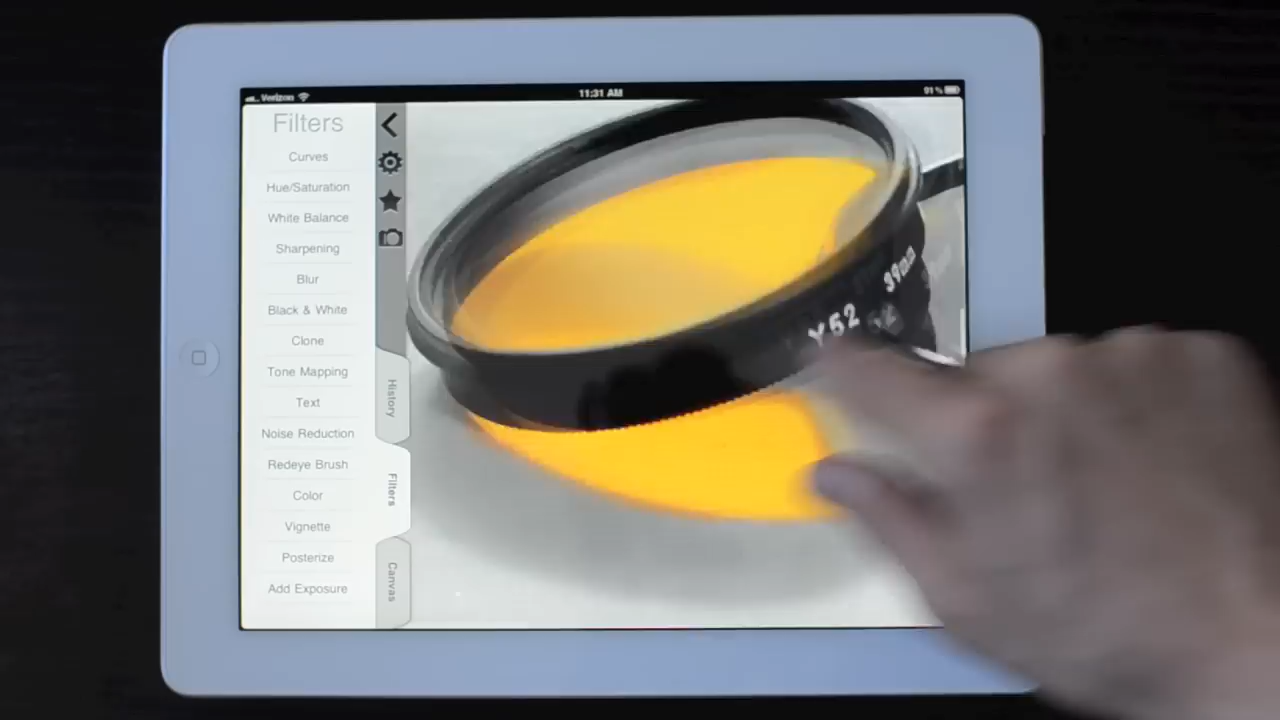 Verizon 11:31 AM 91%
Filters
Curves
Hue/Saturation
White Balance
Sharpening
Blur
Black & White
Clone
Tone Mapping
Text
Noise Reduction
Redeye Brush
Color
Vignette
Posterize
Add Exposure
History
Filters
Canvas
39mm
Y52